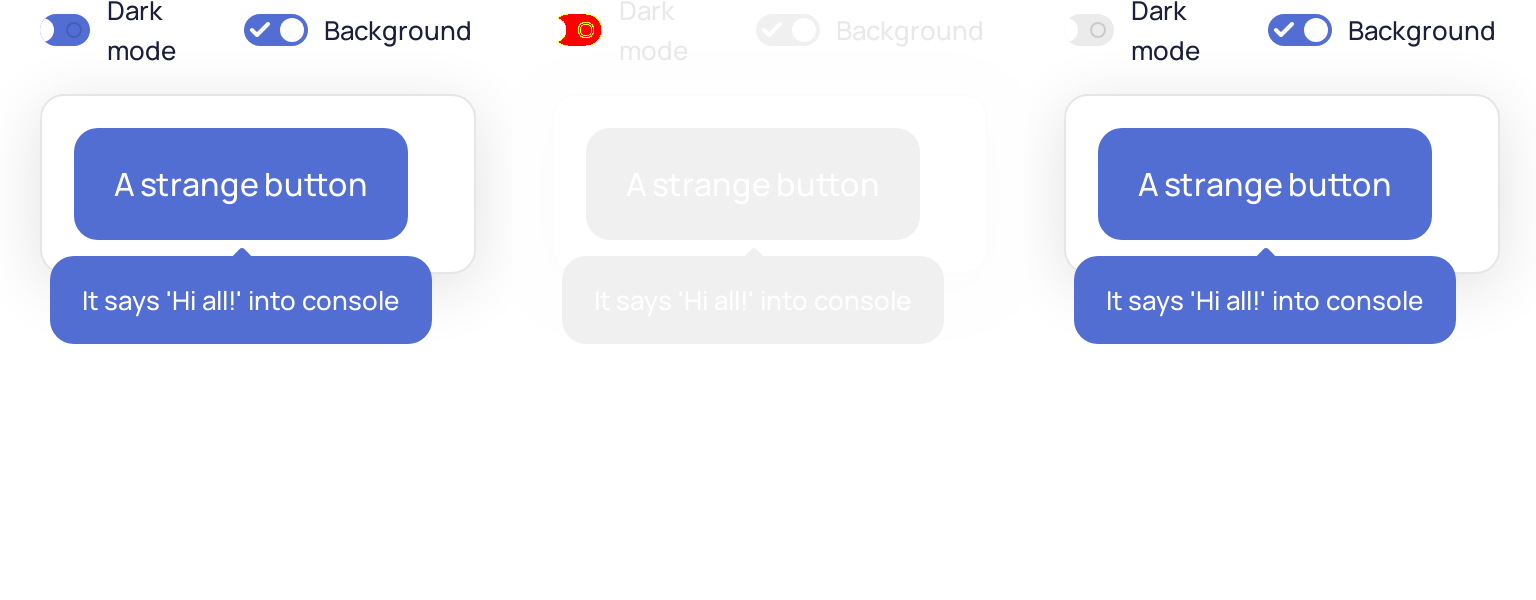 Dark
mode
Background
A strange button
It says 'Hi all!' into console
Dark
mode
Background
A strange button
It says 'Hi all!' into console
Dark
mode
Background
A strange button
It says 'Hi all!' into console